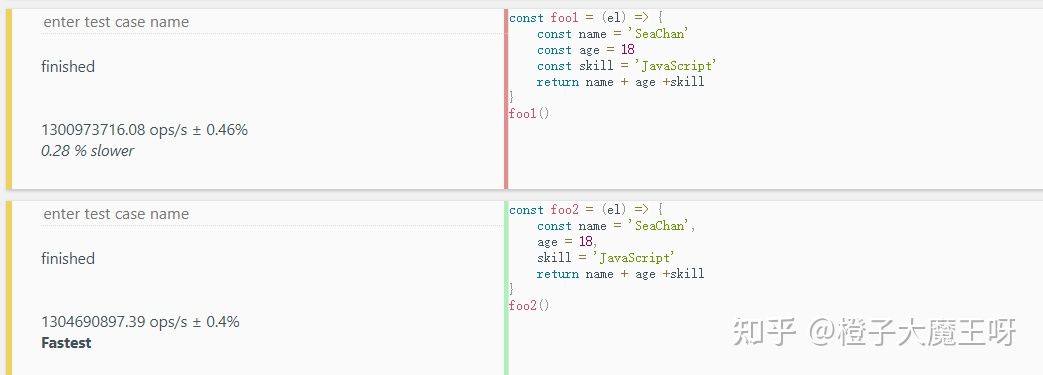 enter test case name
finished
1300973716.08 ops/s ± 0.46%
0.28 % slower
const foo1 = (el) => {
    const name = 'SeaChan'
    const age = 18
    const skill = 'JavaScript'
    return name + age +skill
}
foo1()
enter test case name
finished
1304690897.39 ops/s ± 0.4%
Fastest
const foo2 = (el) => {
    const name = 'SeaChan',
    age = 18,
    skill = 'JavaScript'
    return name + age +skill
}
foo2()
知乎 @橙子大魔王呀